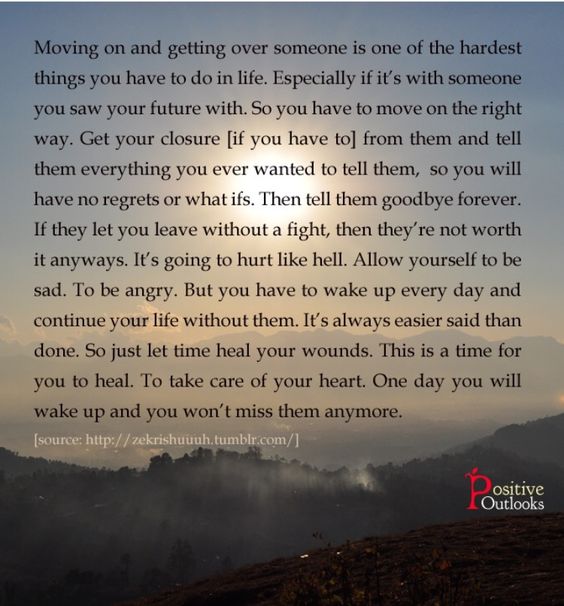 Moving on and getting over someone is one of the hardest
things you have to do in life. Especially if it's with someone
you saw your future with. So you have to move on the right
way. Get your closure [if you have to] from them and tell
them everything you ever wanted to tell them, so you will
have no regrets or what ifs. Then tell them goodbye forever.
If they let you leave without a fight, then they're not worth
it anyways. It's going to hurt like hell. Allow yourself to be
sad. To be angry. But you have to wake up every day and
continue your life without them. It's always easier said than
done. So just let time heal your wounds. This is a time for
you to heal. To take care of your heart. One day you will
wake up and you won't miss them anymore.
[source: http://zekrishuuuh.tumblr.com/]
Positive
Outlooks